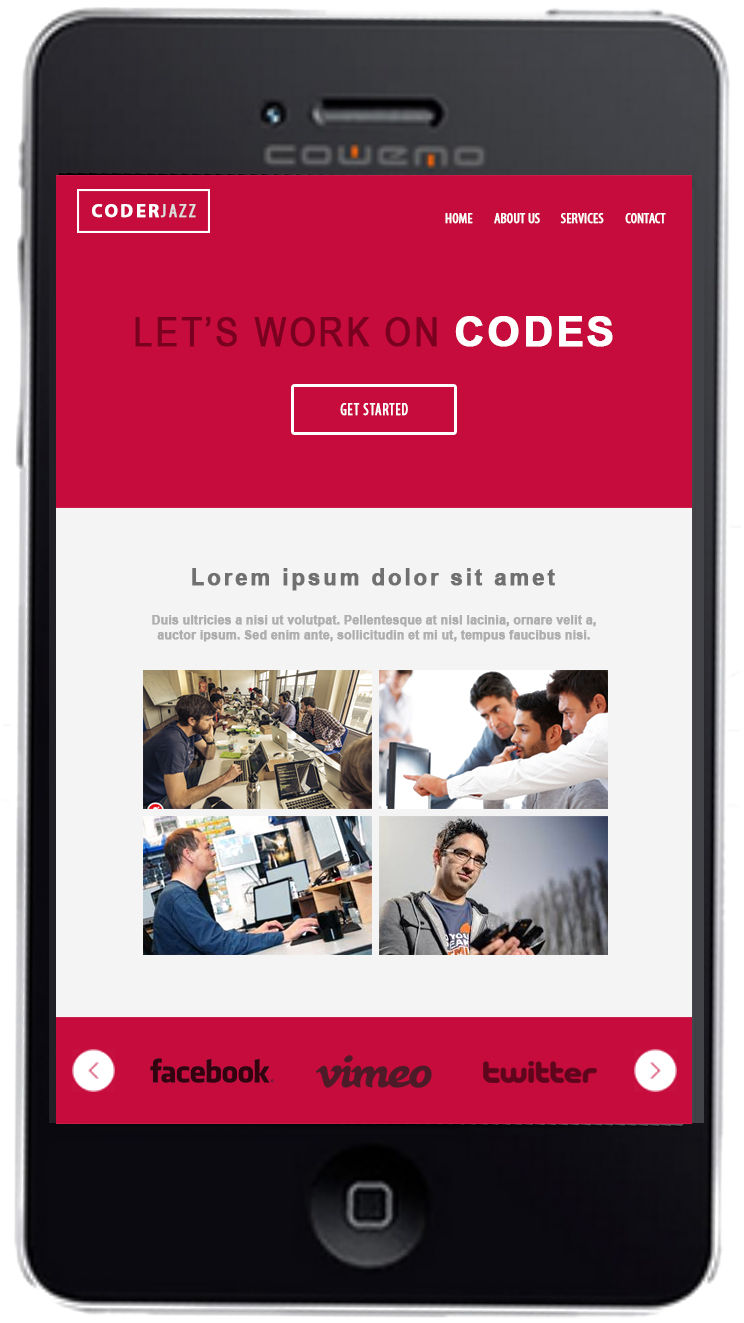 cowemo
CODERJAZZ
HOME ABOUT US SERVICES CONTACT
LET'S WORK ON CODES
GET STARTED
Lorem ipsum dolor sit amet
Duis ultricies a nisi ut volutpat. Pellentesque at nisl lacinia, ornare velit a,
auctor ipsum. Sed enim ante, sollicitudin et mi ut, tempus faucibus nisi.
facebook vimeo twitter